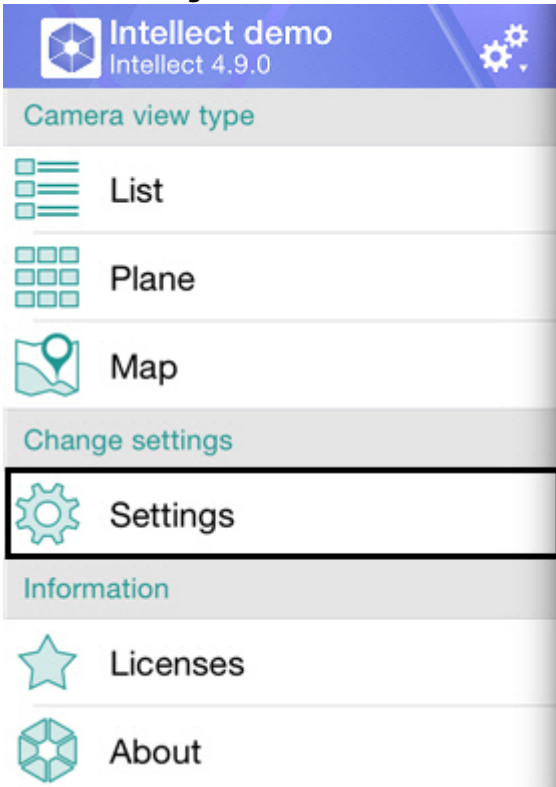 Intellect demo
Intellect 4.9.0
Camera view type
List
Plane
Map
Change settings
Settings
Information
Licenses
About